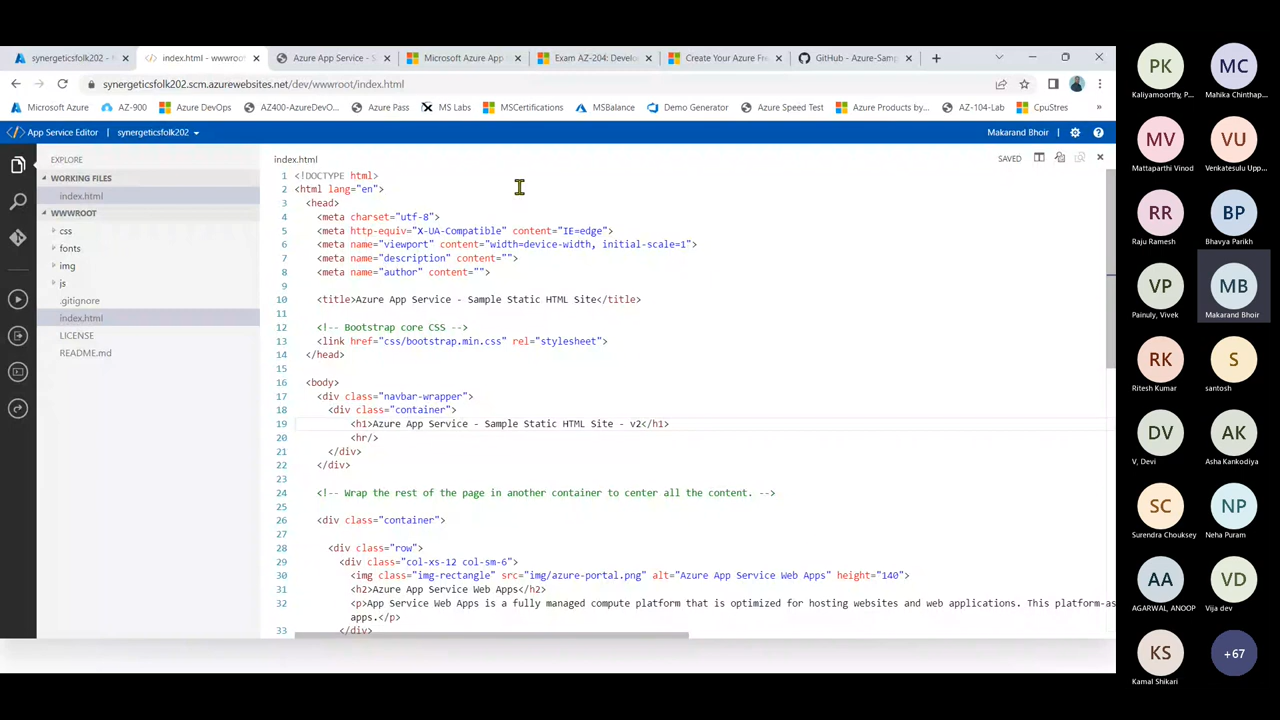 synergeticsfolk202
index.html - wwwroot
Azure App Service - S
Microsoft Azure App
Exam AZ-204: Develo
Create Your Azure Fre
GitHub - Azure-Samp
synergeticsfolk202.scm.azurewebsites.net/dev/wwwroot/index.html
Microsoft Azure
AZ-900
Azure DevOps
AZ400-AzureDevO...
Azure Pass
MS Labs
MSCertifications
MSBalance
Demo Generator
Azure Speed Test
Azure Products by...
AZ-104-Lab
CpuStres
»
App Service Editor
synergeticsfolk202
Makarand Bhoir
EXPLORE
WORKING FILES
index.html
WWWROOT
css
fonts
img
js
.gitignore
index.html
LICENSE
README.md
index.html
SAVED
1 <!DOCTYPE html>
2 <html lang="en">
3 <head>
4 <meta charset="utf-8">
5 <meta http-equiv="X-UA-Compatible" content="IE=edge">
6 <meta name="viewport" content="width=device-width, initial-scale=1">
7 <meta name="description" content="">
8 <meta name="author" content="">
9
10 <title>Azure App Service - Sample Static HTML Site</title>
11
12 <!-- Bootstrap core CSS -->
13 <link href="css/bootstrap.min.css" rel="stylesheet">
14 </head>
15
16 <body>
17 <div class="navbar-wrapper">
18 <div class="container">
19 <h1>Azure App Service - Sample Static HTML Site - v2</h1>
20 <hr/>
21 </div>
22 </div>
23
24 <!-- Wrap the rest of the page in another container to center all the content. -->
25
26 <div class="container">
27
28 <div class="row">
29 <div class="col-xs-12 col-sm-6">
30 <img class="img-rectangle" src="img/azure-portal.png" alt="Azure App Service Web Apps" height="140">
31 <h2>Azure App Service Web Apps</h2>
32 <p>App Service Web Apps is a fully managed compute platform that is optimized for hosting websites and web applications. This platform-as
apps.</p>
33 </div>
PK
Kaliyamoorthy, P...
MC
Mahika Chinthap...
MV
Mattaparthi Vinod
VU
Venkatesulu Upp...
RR
Raju Ramesh
BP
Bhavya Parikh
VP
Painuly, Vivek
MB
Makarand Bhoir
RK
Ritesh Kumar
S
santosh
DV
V, Devi
AK
Asha Kankodiya
SC
Surendra Chouksey
NP
Neha Puram
AA
AGARWAL, ANOOP
VD
Vija dev
KS
Kamal Shikari
+67